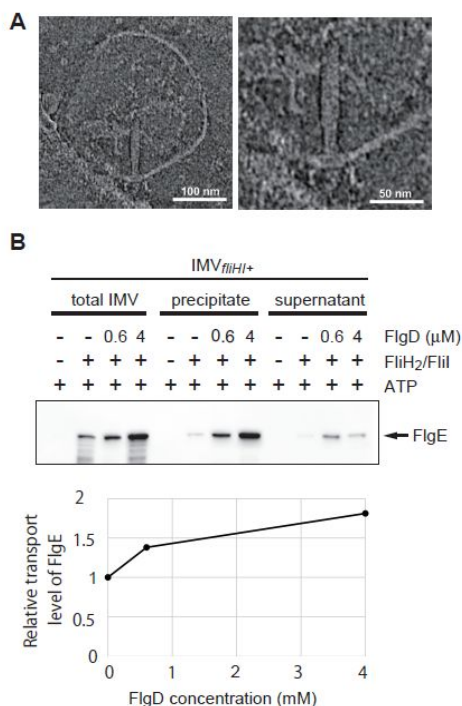 A
100 nm
50 nm
B
IMVfliHI+
total IMV precipitate supernatant
- - 0.6 4 - - 0.6 4 - - 0.6 4 FlgD (μM)
- + + + - + + + - + + + FliH2/FliI
+ + + + + + + + + + + + ATP
FlgE
Relative transport
level of FlgE
2
1.5
1
0.5
0
0 1 2 3 4
FlgD concentration (mM)